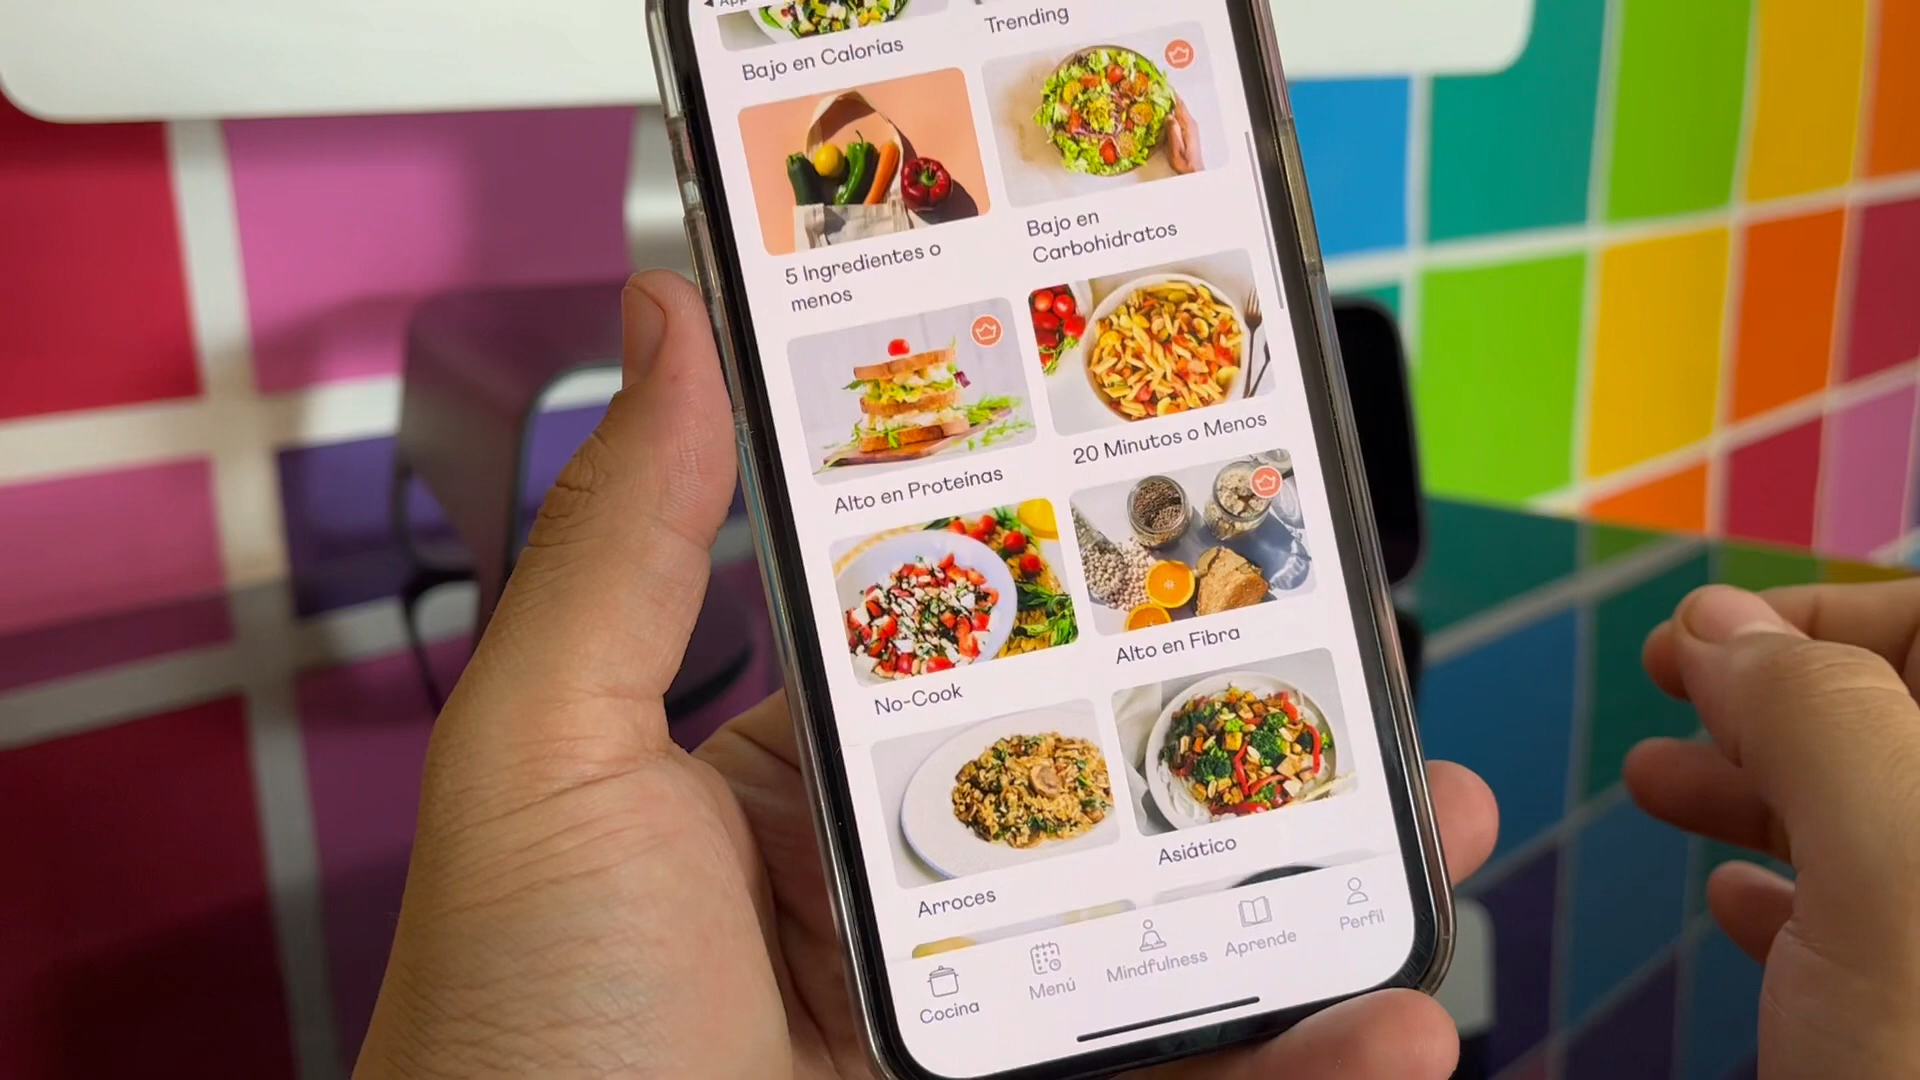 App
Bajo en Calorías
Trending
5 Ingredientes o
menos
Bajo en
Carbohidratos
Alto en Proteínas
20 Minutos o Menos
No-Cook
Alto en Fibra
Arroces
Asiático
Cocina
Menú
Mindfulness
Aprende
Perfil